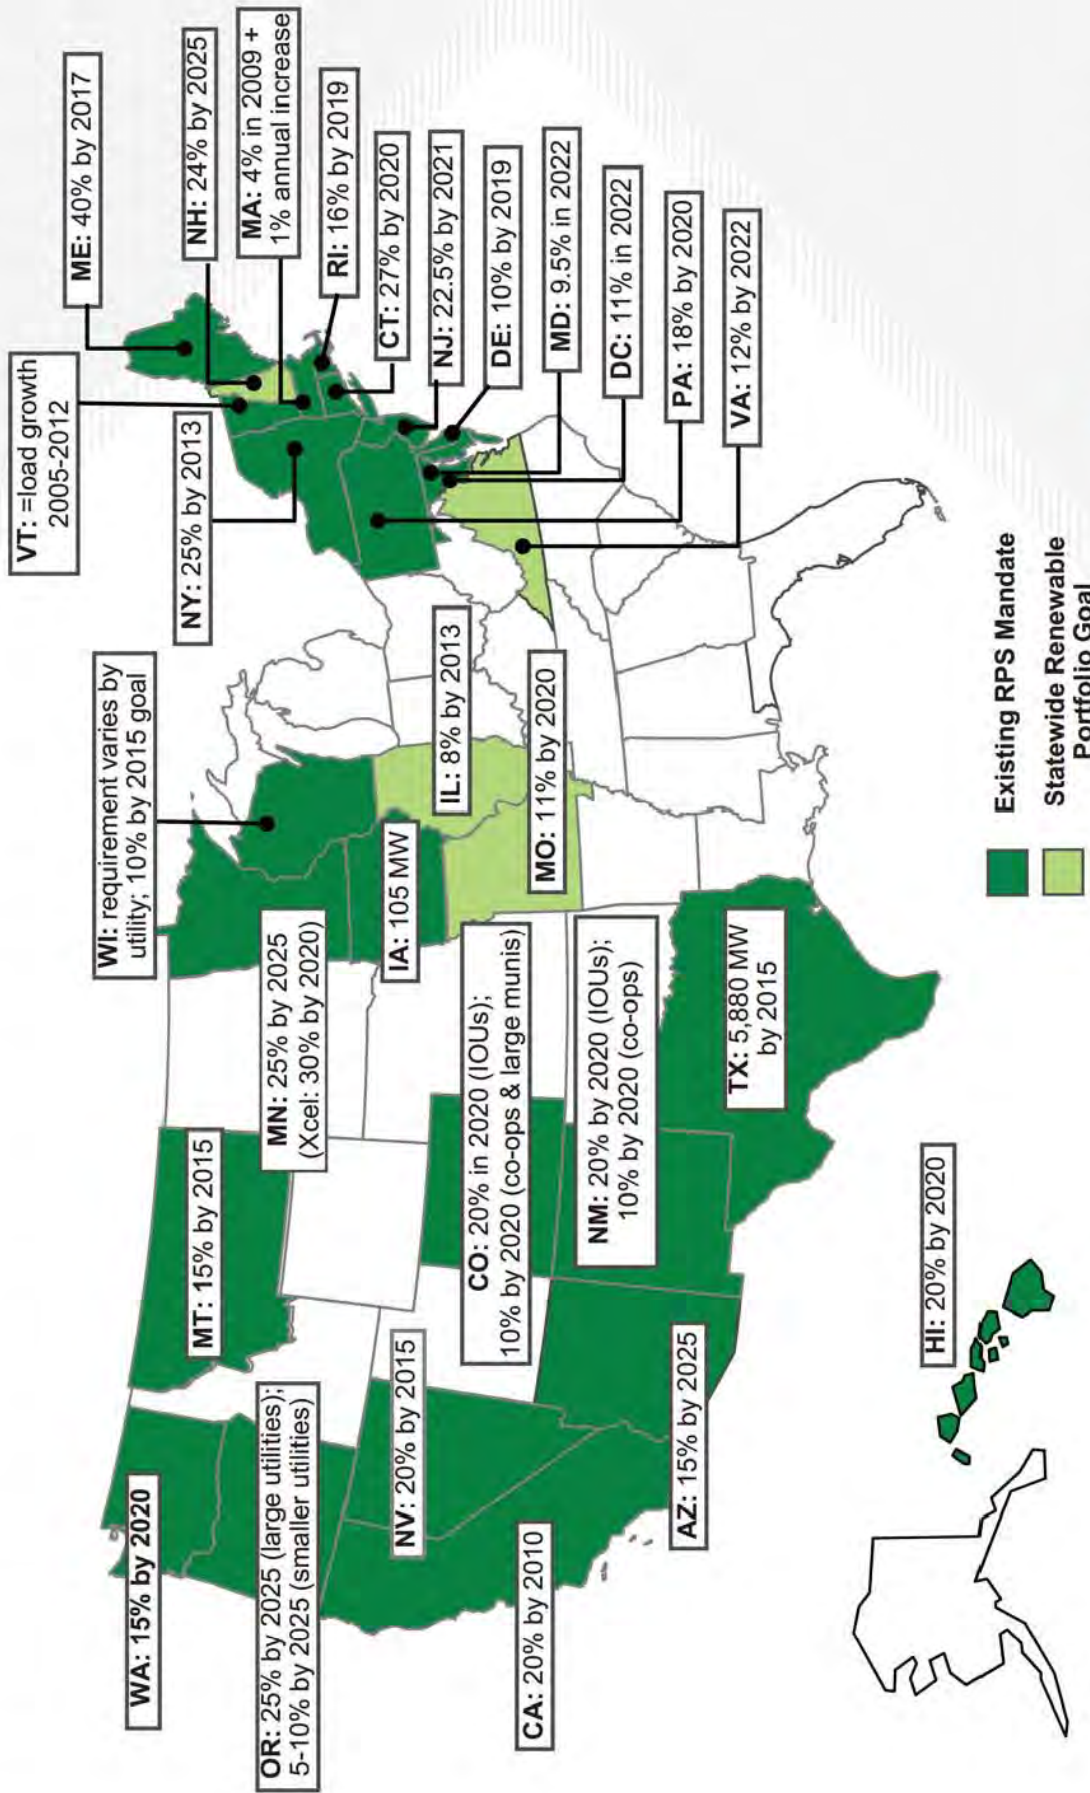 WA: 15% by 2020
OR: 25% by 2025 (large utilities);
5-10% by 2025 (smaller utilities)
CA: 20% by 2010
NV: 20% by 2015
AZ: 15% by 2025
MT: 15% by 2015
CO: 20% in 2020 (IOUs);
10% by 2020 (co-ops & large munis)
NM: 20% by 2020 (IOUs);
10% by 2020 (co-ops)
TX: 5,880 MW
by 2015
HI: 20% by 2020
MN: 25% by 2025
(Xcel: 30% by 2020)
IA: 105 MW
WI: requirement varies by
utility; 10% by 2015 goal
IL: 8% by 2013
MO: 11% by 2020
VT: =load growth
2005-2012
NY: 25% by 2013
ME: 40% by 2017
NH: 24% by 2025
MA: 4% in 2009 +
1% annual increase
RI: 16% by 2019
CT: 27% by 2020
NJ: 22.5% by 2021
DE: 10% by 2019
MD: 9.5% in 2022
DC: 11% in 2022
PA: 18% by 2020
VA: 12% by 2022
Existing RPS Mandate
Statewide Renewable
Portfolio Goal